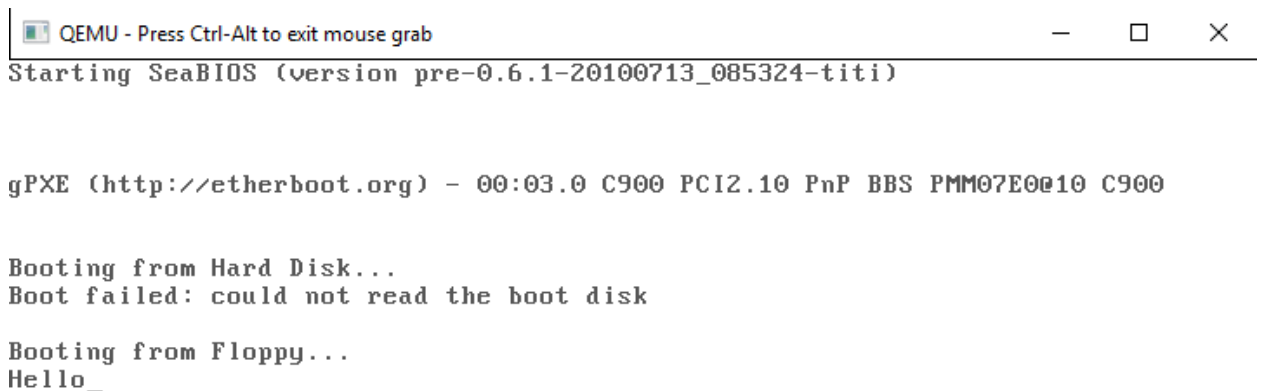 QEMU - Press Ctrl-Alt to exit mouse grab
Starting SeaBIOS (version pre-0.6.1-20100713_085324-titi)
gPXE (http://etherboot.org) - 00:03.0 C900 PCI2.10 PnP BBS PMM07E0@10 C900
Booting from Hard Disk...
Boot failed: could not read the boot disk
Booting from Floppy...
Hello_